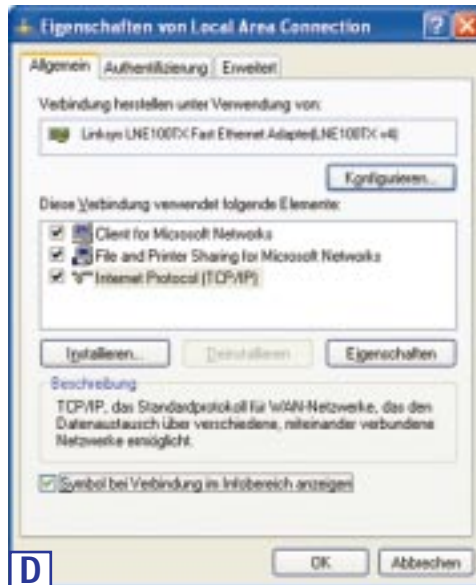 Eigenschaften von Local Area Connection
Allgemein Authentifizierung Erweitert
Verbindung herstellen unter Verwendung von:
Linksys LNE100TX Fast Ethernet Adapter(LNE100TX v4)
Konfigurieren...
Diese Verbindung verwendet folgende Elemente:
Client for Microsoft Networks
File and Printer Sharing for Microsoft Networks
Internet Protocol (TCP/IP)
Installieren... Deinstallieren Eigenschaften
Beschreibung
TCP/IP, das Standardprotokoll für WAN-Netzwerke, das den
Datenaustausch über verschiedene, miteinander verbundene
Netzwerke ermöglicht.
Symbol bei Verbindung im Infobereich anzeigen
OK Abbrechen
D